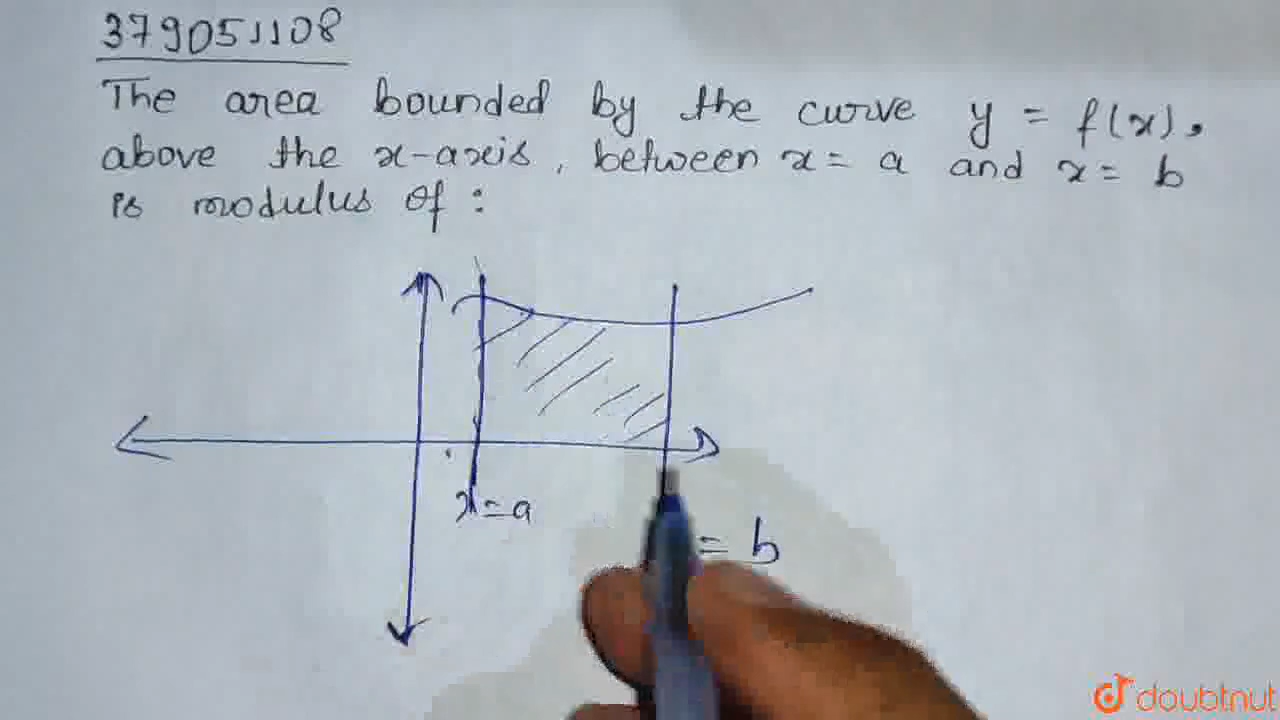 379051108
The area bounded by the curve y = f(x),
above the x-axis, between x = a and x = b
is modulus of :
x = a
= b
doubtnut